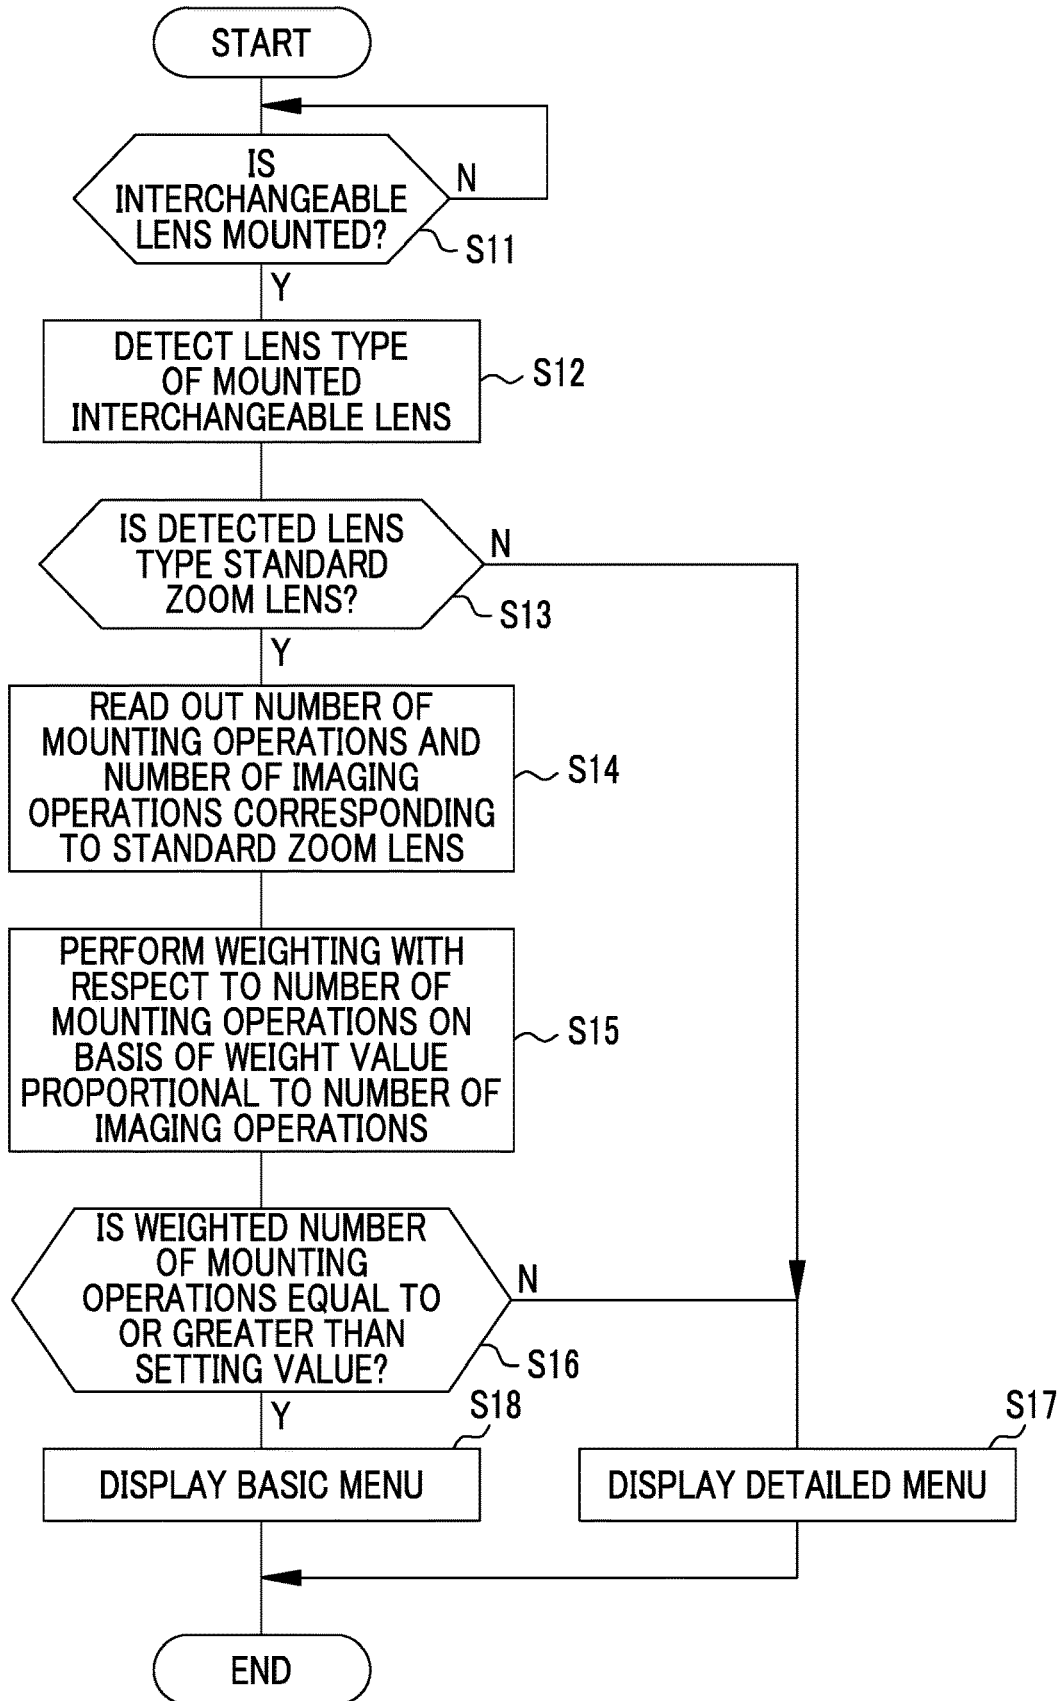 START
IS
INTERCHANGEABLE
LENS MOUNTED?
N
S11
Y
DETECT LENS TYPE
OF MOUNTED
INTERCHANGEABLE LENS
S12
IS DETECTED LENS
TYPE STANDARD
ZOOM LENS?
N
S13
Y
READ OUT NUMBER OF
MOUNTING OPERATIONS AND
NUMBER OF IMAGING
OPERATIONS CORRESPONDING
TO STANDARD ZOOM LENS
S14
PERFORM WEIGHTING WITH
RESPECT TO NUMBER OF
MOUNTING OPERATIONS ON
BASIS OF WEIGHT VALUE
PROPORTIONAL TO NUMBER OF
IMAGING OPERATIONS
S15
IS WEIGHTED NUMBER
OF MOUNTING
OPERATIONS EQUAL TO
OR GREATER THAN
SETTING VALUE?
N
S16
Y
S18
DISPLAY BASIC MENU
S17
DISPLAY DETAILED MENU
END